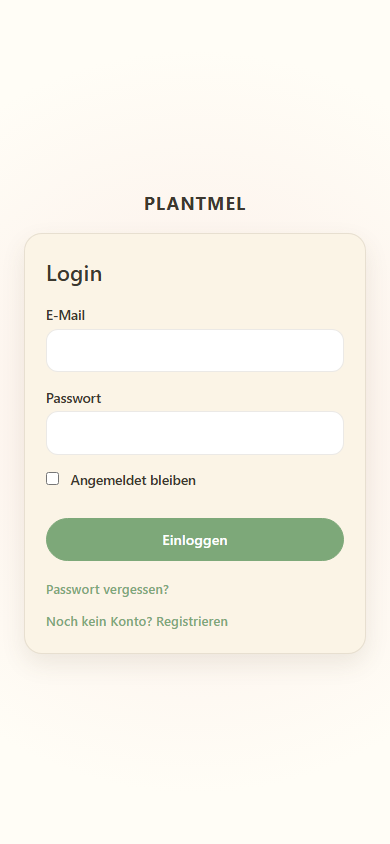 PLANTMEL
Login
E-Mail
Passwort
Angemeldet bleiben
Einloggen
Passwort vergessen?
Noch kein Konto? Registrieren